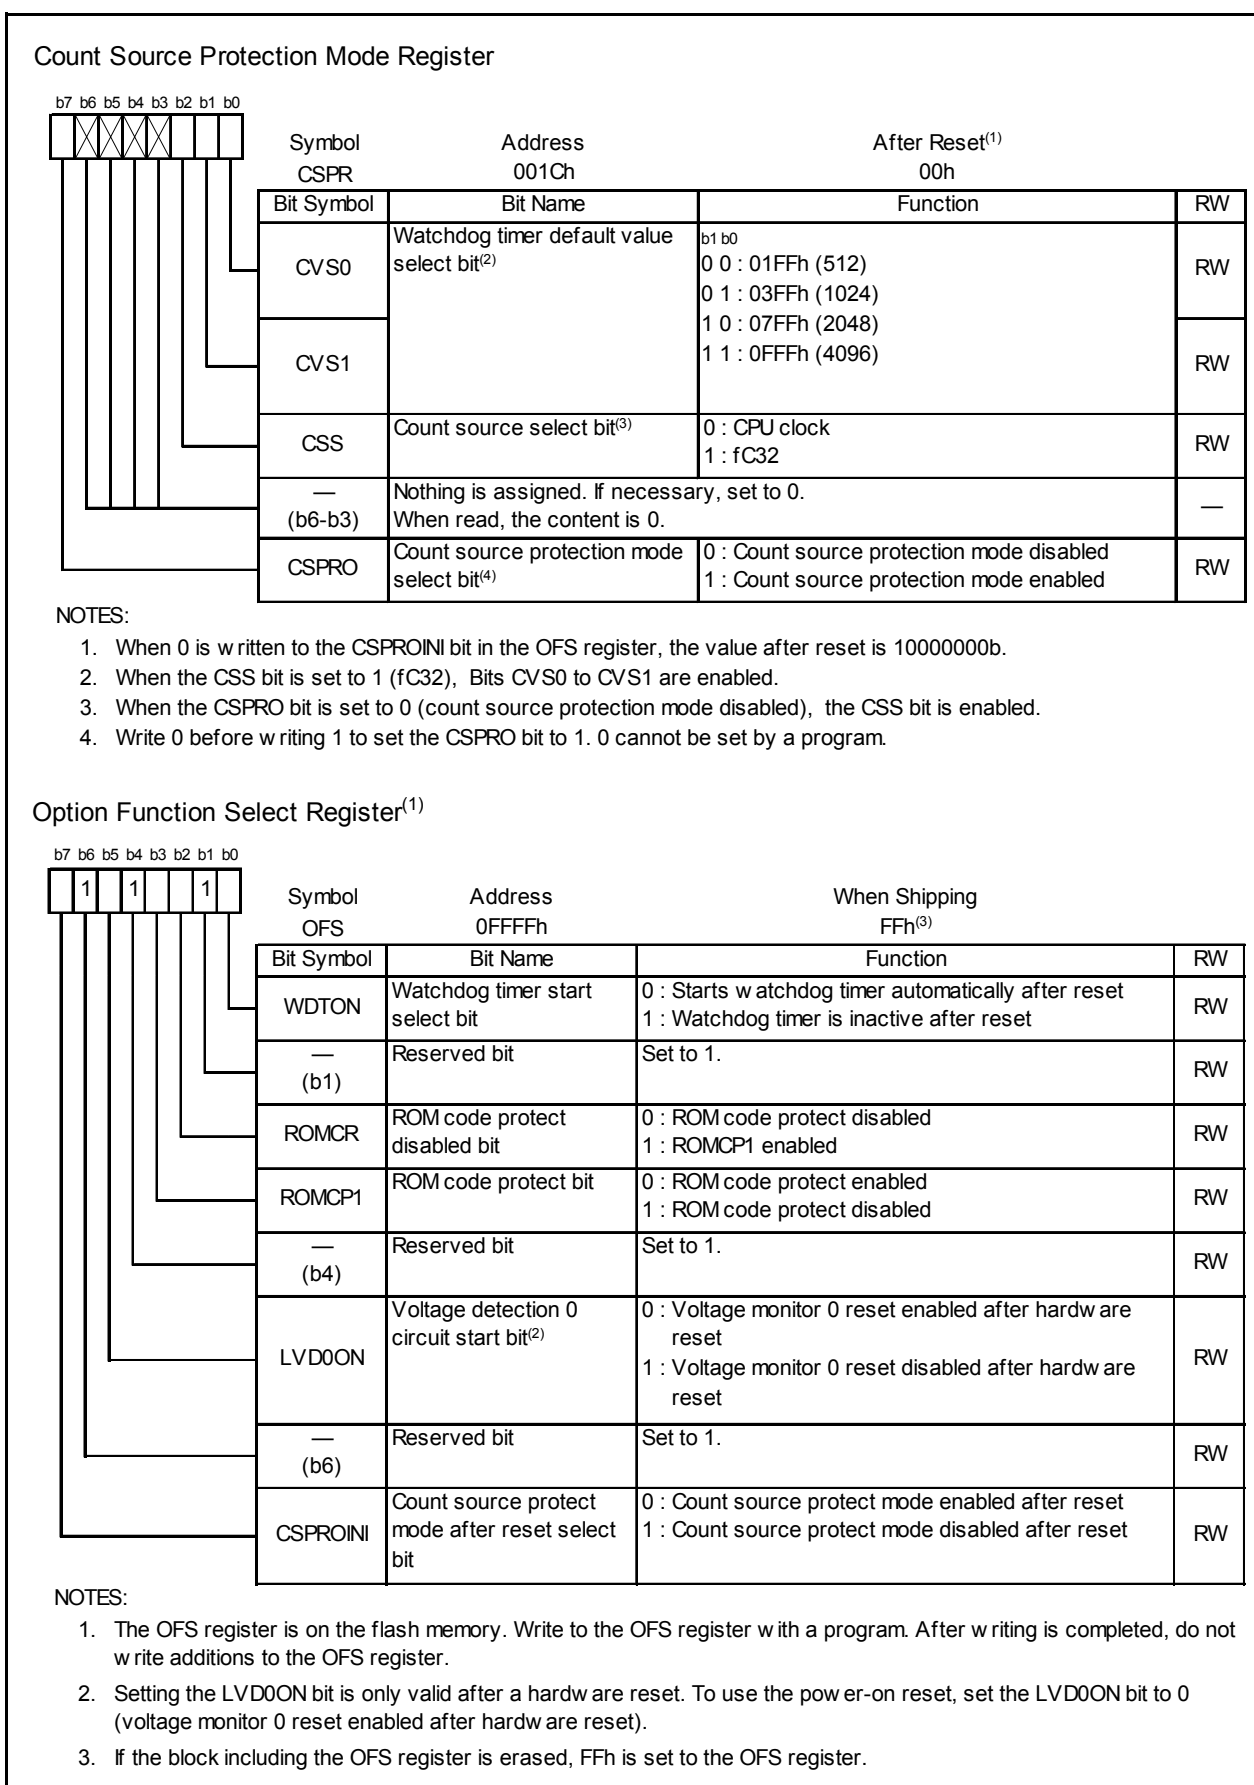 Count Source Protection Mode Register
b7 b6 b5 b4 b3 b2 b1 b0
Symbol Address After Reset(1)
CSPR 001Ch 00h
Bit Symbol Bit Name Function RW
CVS0 Watchdog timer default value select bit(2) b1 b0 RW
0 0 : 01FFh (512)
0 1 : 03FFh (1024)
1 0 : 07FFh (2048)
1 1 : 0FFFh (4096)
CVS1 RW
CSS Count source select bit(3) 0 : CPU clock RW
1 : fC32
— Nothing is assigned. If necessary, set to 0. —
(b6-b3) When read, the content is 0.
CSPRO Count source protection mode select bit(4) 0 : Count source protection mode disabled RW
1 : Count source protection mode enabled
NOTES:
1. When 0 is written to the CSPROINI bit in the OFS register, the value after reset is 10000000b.
2. When the CSS bit is set to 1 (fC32), Bits CVS0 to CVS1 are enabled.
3. When the CSPRO bit is set to 0 (count source protection mode disabled), the CSS bit is enabled.
4. Write 0 before writing 1 to set the CSPRO bit to 1. 0 cannot be set by a program.
Option Function Select Register(1)
b7 b6 b5 b4 b3 b2 b1 b0
1 1 1
Symbol Address When Shipping
OFS 0FFFFh FFh(3)
Bit Symbol Bit Name Function RW
WDTON Watchdog timer start select bit 0 : Starts watchdog timer automatically after reset RW
1 : Watchdog timer is inactive after reset
— Reserved bit Set to 1. RW
(b1)
ROMCR ROM code protect disabled bit 0 : ROM code protect disabled RW
1 : ROMCP1 enabled
ROMCP1 ROM code protect bit 0 : ROM code protect enabled RW
1 : ROM code protect disabled
— Reserved bit Set to 1. RW
(b4)
LVD0ON Voltage detection 0 circuit start bit(2) 0 : Voltage monitor 0 reset enabled after hardware reset RW
1 : Voltage monitor 0 reset disabled after hardware reset
— Reserved bit Set to 1. RW
(b6)
CSPROINI Count source protect mode after reset select bit 0 : Count source protect mode enabled after reset RW
1 : Count source protect mode disabled after reset
NOTES:
1. The OFS register is on the flash memory. Write to the OFS register with a program. After writing is completed, do not
write additions to the OFS register.
2. Setting the LVD0ON bit is only valid after a hardware reset. To use the power-on reset, set the LVD0ON bit to 0
(voltage monitor 0 reset enabled after hardware reset).
3. If the block including the OFS register is erased, FFh is set to the OFS register.